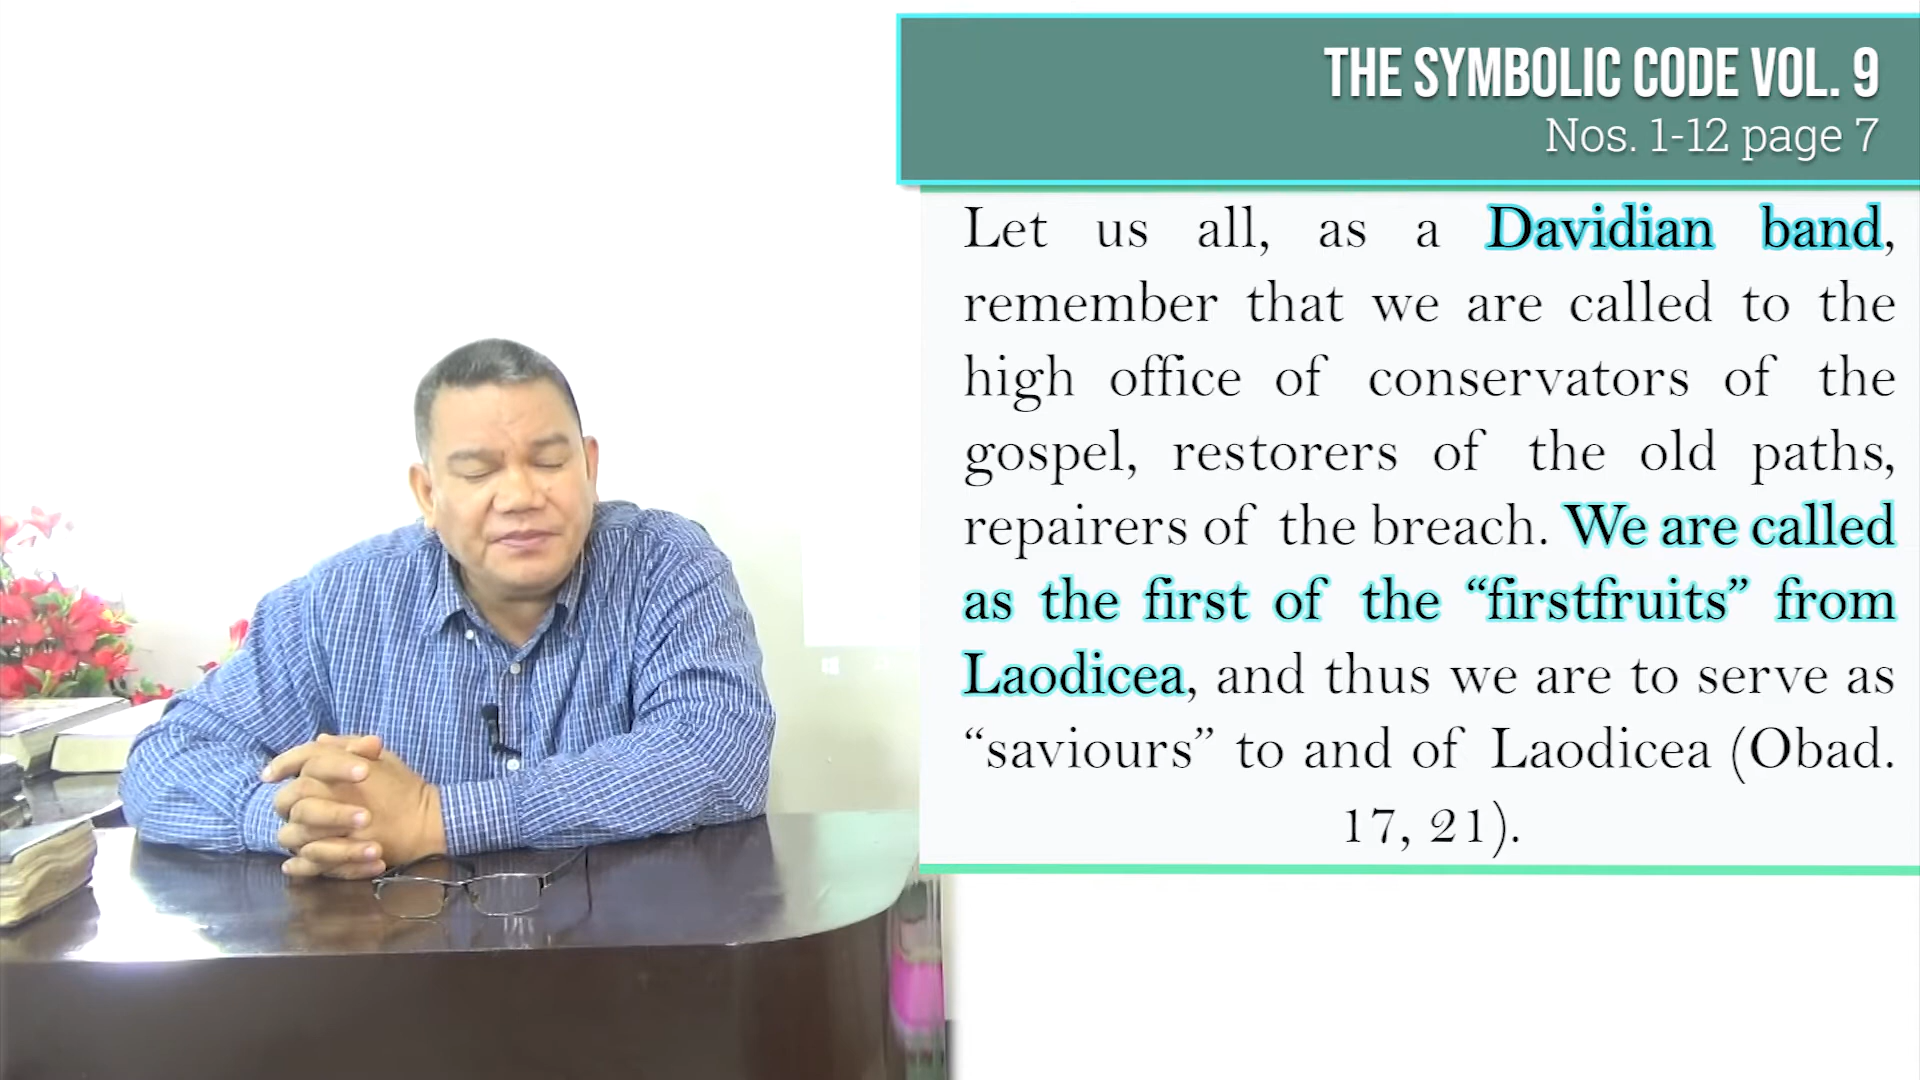 THE SYMBOLIC CODE VOL. 9
Nos. 1-12 page 7
Let us all, as a Davidian band,
remember that we are called to the
high office of conservators of the
gospel, restorers of the old paths,
repairers of the breach. We are called
as the first of the “firstfruits” from
Laodicea, and thus we are to serve as
“saviours” to and of Laodicea (Obad.
17, 21).